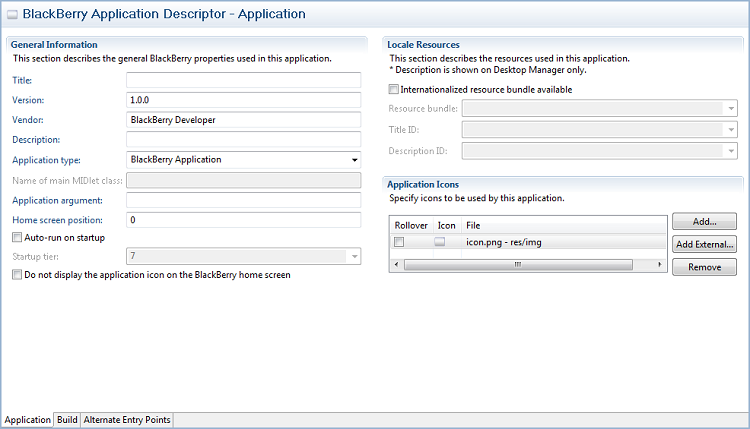 BlackBerry Application Descriptor - Application
General Information
This section describes the general BlackBerry properties used in this application.
Title:
Version: 1.0.0
Vendor: BlackBerry Developer
Description:
Application type: BlackBerry Application
Name of main MIDlet class:
Application argument:
Home screen position: 0
Auto-run on startup
Startup tier: 7
Do not display the application icon on the BlackBerry home screen
Locale Resources
This section describes the resources used in this application.
* Description is shown on Desktop Manager only.
Internationalized resource bundle available
Resource bundle:
Title ID:
Description ID:
Application Icons
Specify icons to be used by this application.
Rollover Icon File
icon.png - res/img
Add...
Add External...
Remove
Application Build Alternate Entry Points